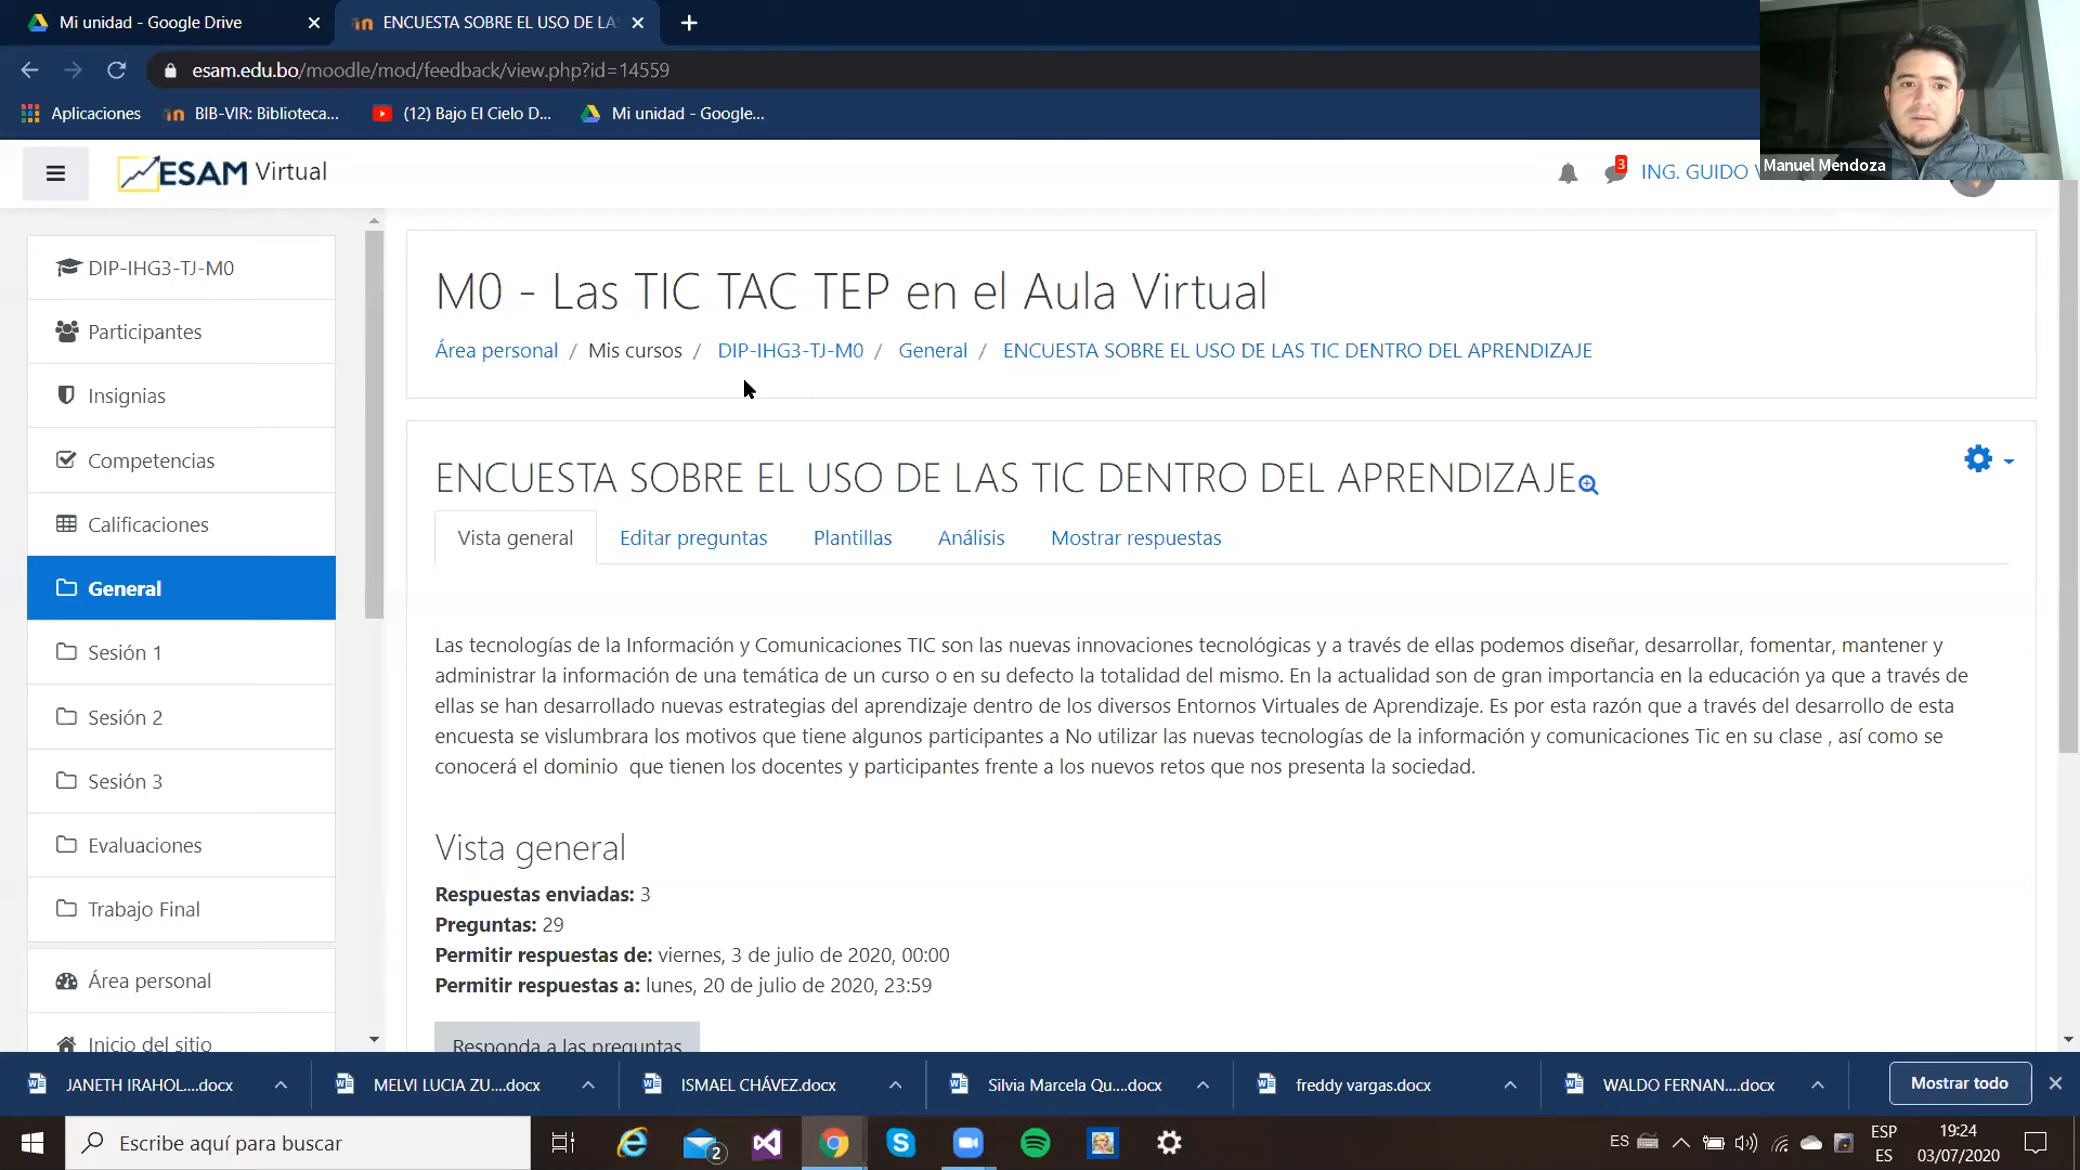 Mi unidad - Google Drive
ENCUESTA SOBRE EL USO DE LA
esam.edu.bo/moodle/mod/feedback/view.php?id=14559
Aplicaciones
BIB-VIR: Biblioteca...
(12) Bajo El Cielo D...
Mi unidad - Google...
Manuel Mendoza
ESAM Virtual
3
ING. GUIDO
DIP-IHG3-TJ-M0
Participantes
Insignias
Competencias
Calificaciones
General
Sesión 1
Sesión 2
Sesión 3
Evaluaciones
Trabajo Final
Área personal
Inicio del sitio
M0 - Las TIC TAC TEP en el Aula Virtual
Área personal / Mis cursos / DIP-IHG3-TJ-M0 / General / ENCUESTA SOBRE EL USO DE LAS TIC DENTRO DEL APRENDIZAJE
ENCUESTA SOBRE EL USO DE LAS TIC DENTRO DEL APRENDIZAJE
Vista general
Editar preguntas
Plantillas
Análisis
Mostrar respuestas
Las tecnologías de la Información y Comunicaciones TIC son las nuevas innovaciones tecnológicas y a través de ellas podemos diseñar, desarrollar, fomentar, mantener y
administrar la información de una temática de un curso o en su defecto la totalidad del mismo. En la actualidad son de gran importancia en la educación ya que a través de
ellas se han desarrollado nuevas estrategias del aprendizaje dentro de los diversos Entornos Virtuales de Aprendizaje. Es por esta razón que a través del desarrollo de esta
encuesta se vislumbrara los motivos que tiene algunos participantes a No utilizar las nuevas tecnologías de la información y comunicaciones Tic en su clase , así como se
conocerá el dominio  que tienen los docentes y participantes frente a los nuevos retos que nos presenta la sociedad.
Vista general
Respuestas enviadas: 3
Preguntas: 29
Permitir respuestas de: viernes, 3 de julio de 2020, 00:00
Permitir respuestas a: lunes, 20 de julio de 2020, 23:59
Responda a las preguntas
JANETH IRAHOL....docx
MELVI LUCIA ZU....docx
ISMAEL CHÁVEZ.docx
Silvia Marcela Qu....docx
freddy vargas.docx
WALDO FERNAN....docx
Mostrar todo
Escribe aquí para buscar
2
ES
ESP
ES
19:24
03/07/2020